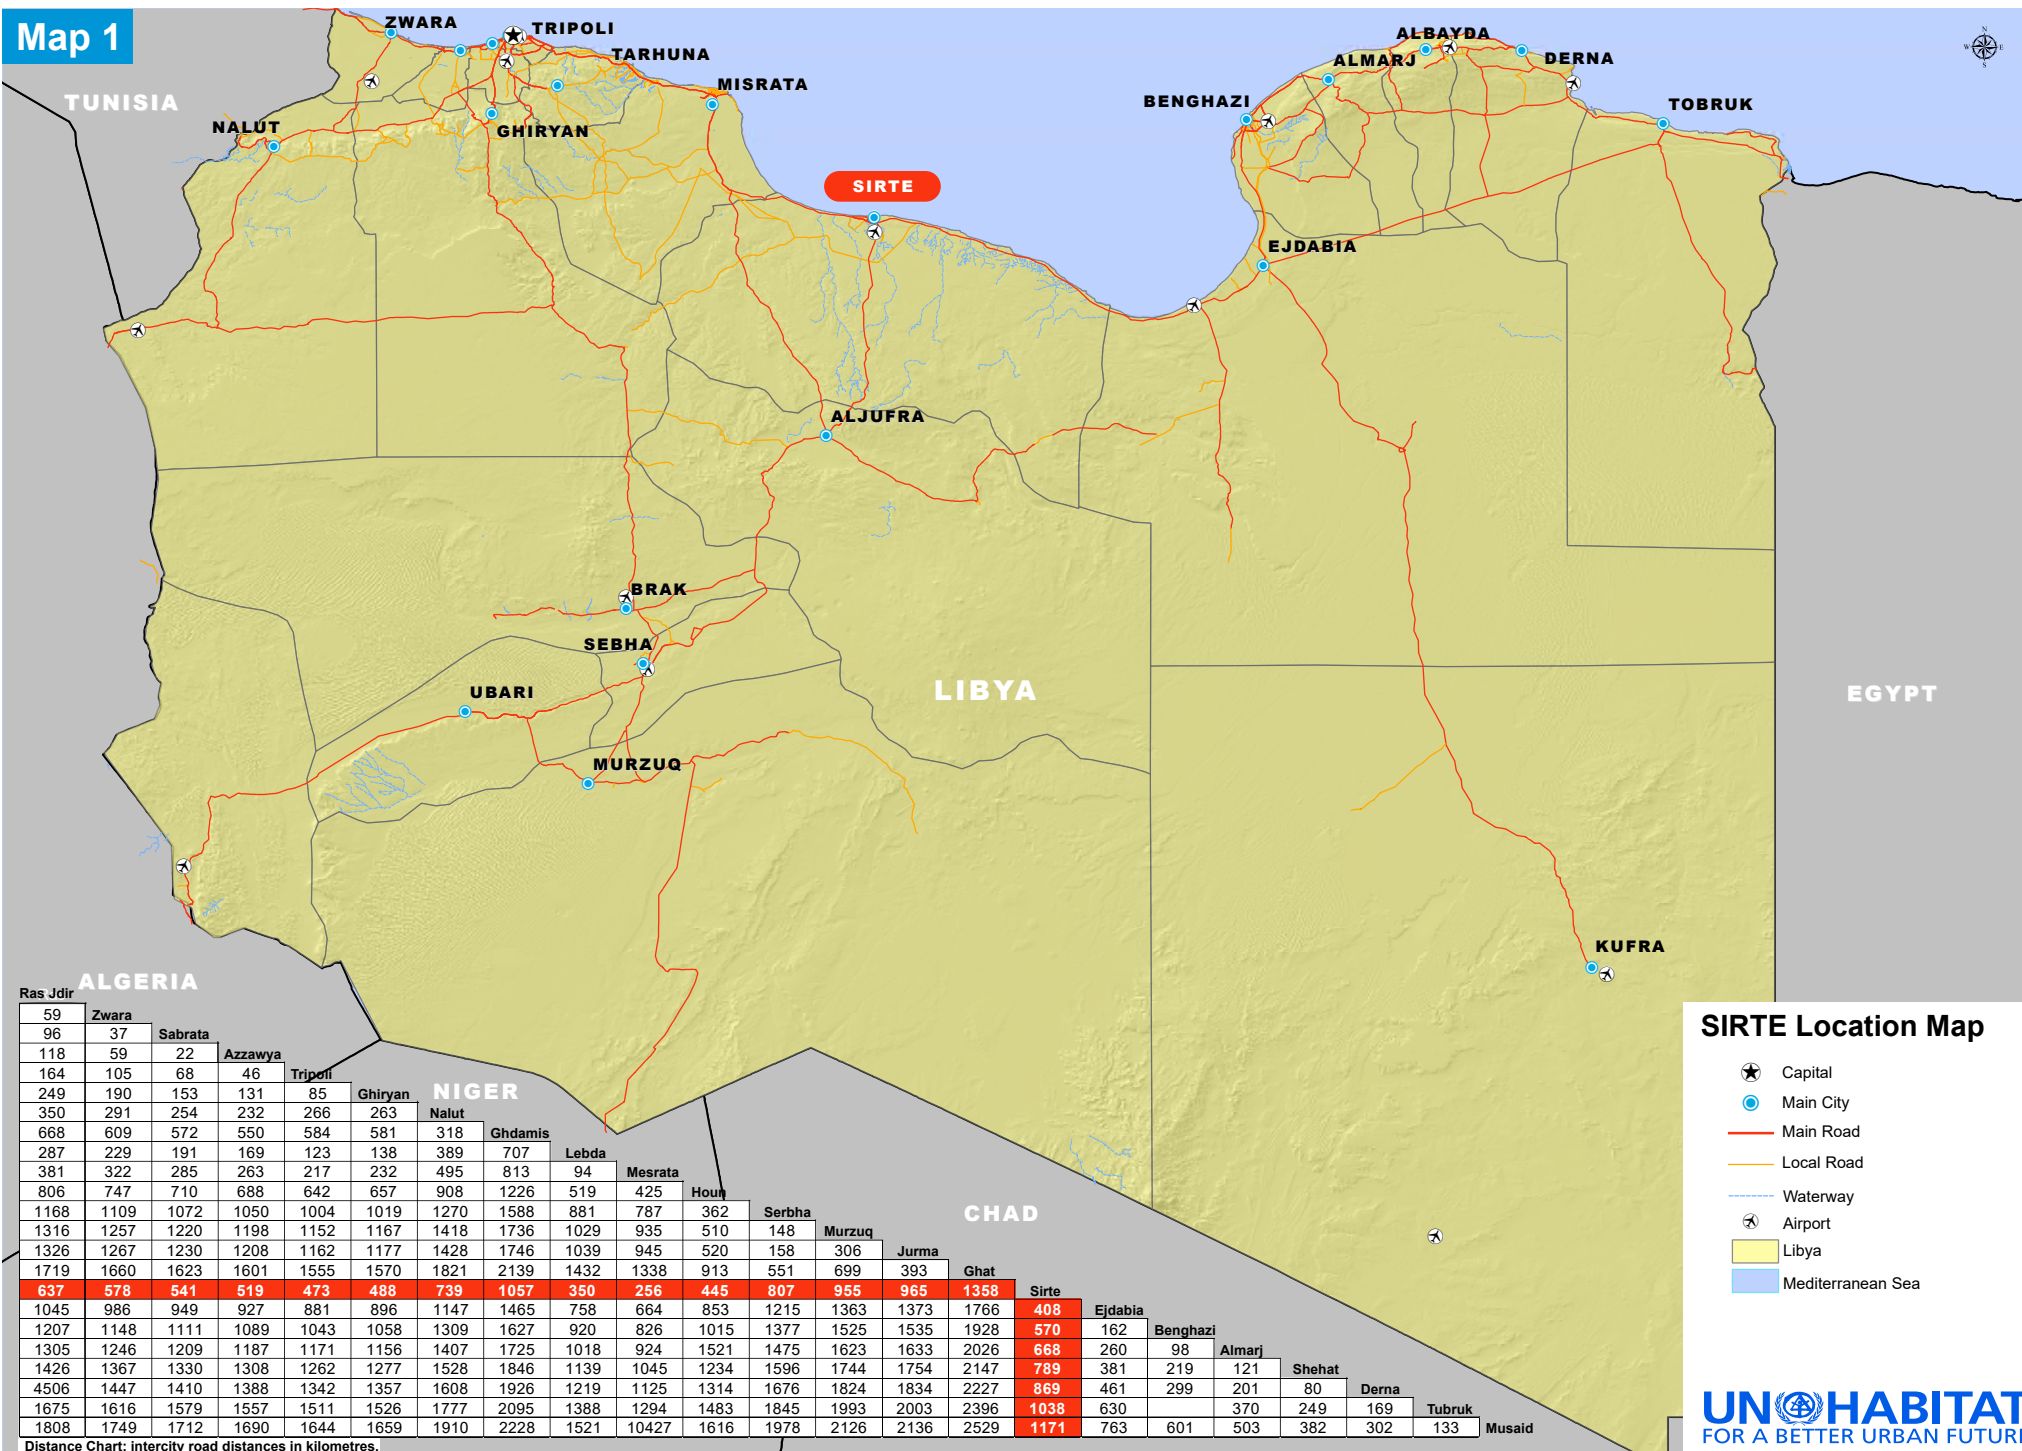 Map 1
ZWARA
TRIPOLI
TARHUNA
MISRATA
TUNISIA
NALUT
GHIRYAN
SIRTE
ALBAYDA
ALMARJ
DERNA
BENGHAZI
TOBRUK
N
W E
S
EJDABIA
ALJUFRA
BRAK
SEBHA
UBARI
MURZUQ
LIBYA
EGYPT
KUFRA
ALGERIA
NIGER
CHAD
Ras Jdir
59 Zwara
96 37 Sabrata
118 59 22 Azzawya
164 105 68 46 Tripoli
249 190 153 131 85 Ghiryan
350 291 254 232 266 263 Nalut
668 609 572 550 584 581 318 Ghdamis
287 229 191 169 123 138 389 707 Lebda
381 322 285 263 217 232 495 813 94 Mesrata
806 747 710 688 642 657 908 1226 519 425 Houn
1168 1109 1072 1050 1004 1019 1270 1588 881 787 362 Serbha
1316 1257 1220 1198 1152 1167 1418 1736 1029 935 510 148 Murzuq
1326 1267 1230 1208 1162 1177 1428 1746 1039 945 520 158 306 Jurma
1719 1660 1623 1601 1555 1570 1821 2139 1432 1338 913 551 699 393 Ghat
637 578 541 519 473 488 739 1057 350 256 445 807 955 965 1358 Sirte
1045 986 949 927 881 896 1147 1465 758 664 853 1215 1363 1373 1766 408 Ejdabia
1207 1148 1111 1089 1043 1058 1309 1627 920 826 1015 1377 1525 1535 1928 570 162 Benghazi
1305 1246 1209 1187 1171 1156 1407 1725 1018 924 1521 1475 1623 1633 2026 668 260 98 Almarj
1426 1367 1330 1308 1262 1277 1528 1846 1139 1045 1234 1596 1744 1754 2147 789 381 219 121 Shehat
4506 1447 1410 1388 1342 1357 1608 1926 1219 1125 1314 1676 1824 1834 2227 869 461 299 201 80 Derna
1675 1616 1579 1557 1511 1526 1777 2095 1388 1294 1483 1845 1993 2003 2396 1038 630 370 249 169 Tubruk
1808 1749 1712 1690 1644 1659 1910 2228 1521 10427 1616 1978 2126 2136 2529 1171 763 601 503 382 302 133 Musaid
Distance Chart: intercity road distances in kilometres.
SIRTE Location Map
Capital
Main City
Main Road
Local Road
Waterway
Airport
Libya
Mediterranean Sea
UN HABITAT
FOR A BETTER URBAN FUTURE